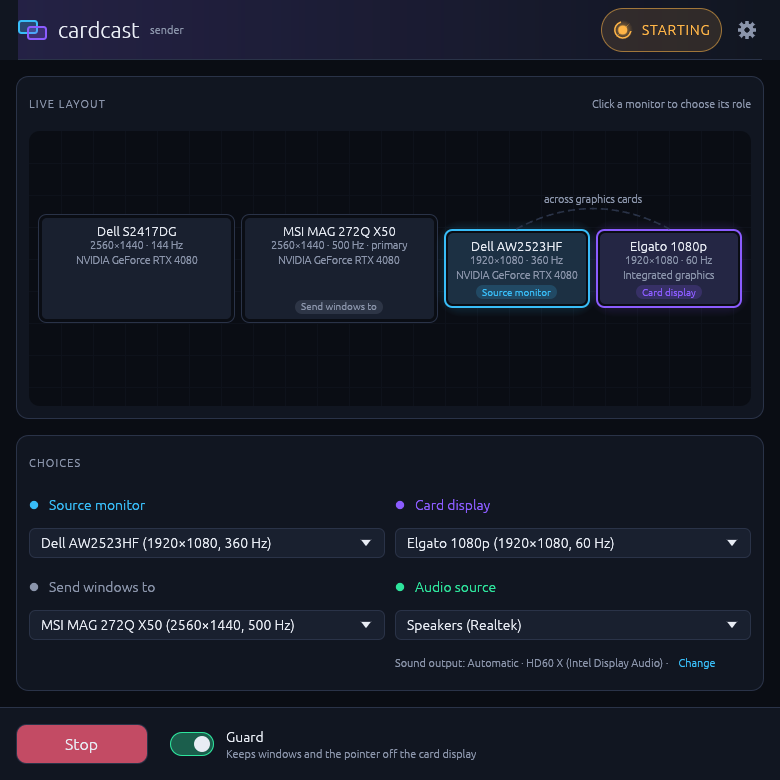 cardcast sender
STARTING
LIVE LAYOUT
Click a monitor to choose its role
across graphics cards
Dell S2417DG
2560×1440 · 144 Hz
NVIDIA GeForce RTX 4080
MSI MAG 272Q X50
2560×1440 · 500 Hz · primary
NVIDIA GeForce RTX 4080
Send windows to
Dell AW2523HF
1920×1080 · 360 Hz
NVIDIA GeForce RTX 4080
Source monitor
Elgato 1080p
1920×1080 · 60 Hz
Integrated graphics
Card display
CHOICES
Source monitor
Dell AW2523HF (1920×1080, 360 Hz)
Card display
Elgato 1080p (1920×1080, 60 Hz)
Send windows to
MSI MAG 272Q X50 (2560×1440, 500 Hz)
Audio source
Speakers (Realtek)
Sound output: Automatic · HD60 X (Intel Display Audio) · Change
Stop
Guard
Keeps windows and the pointer off the card display